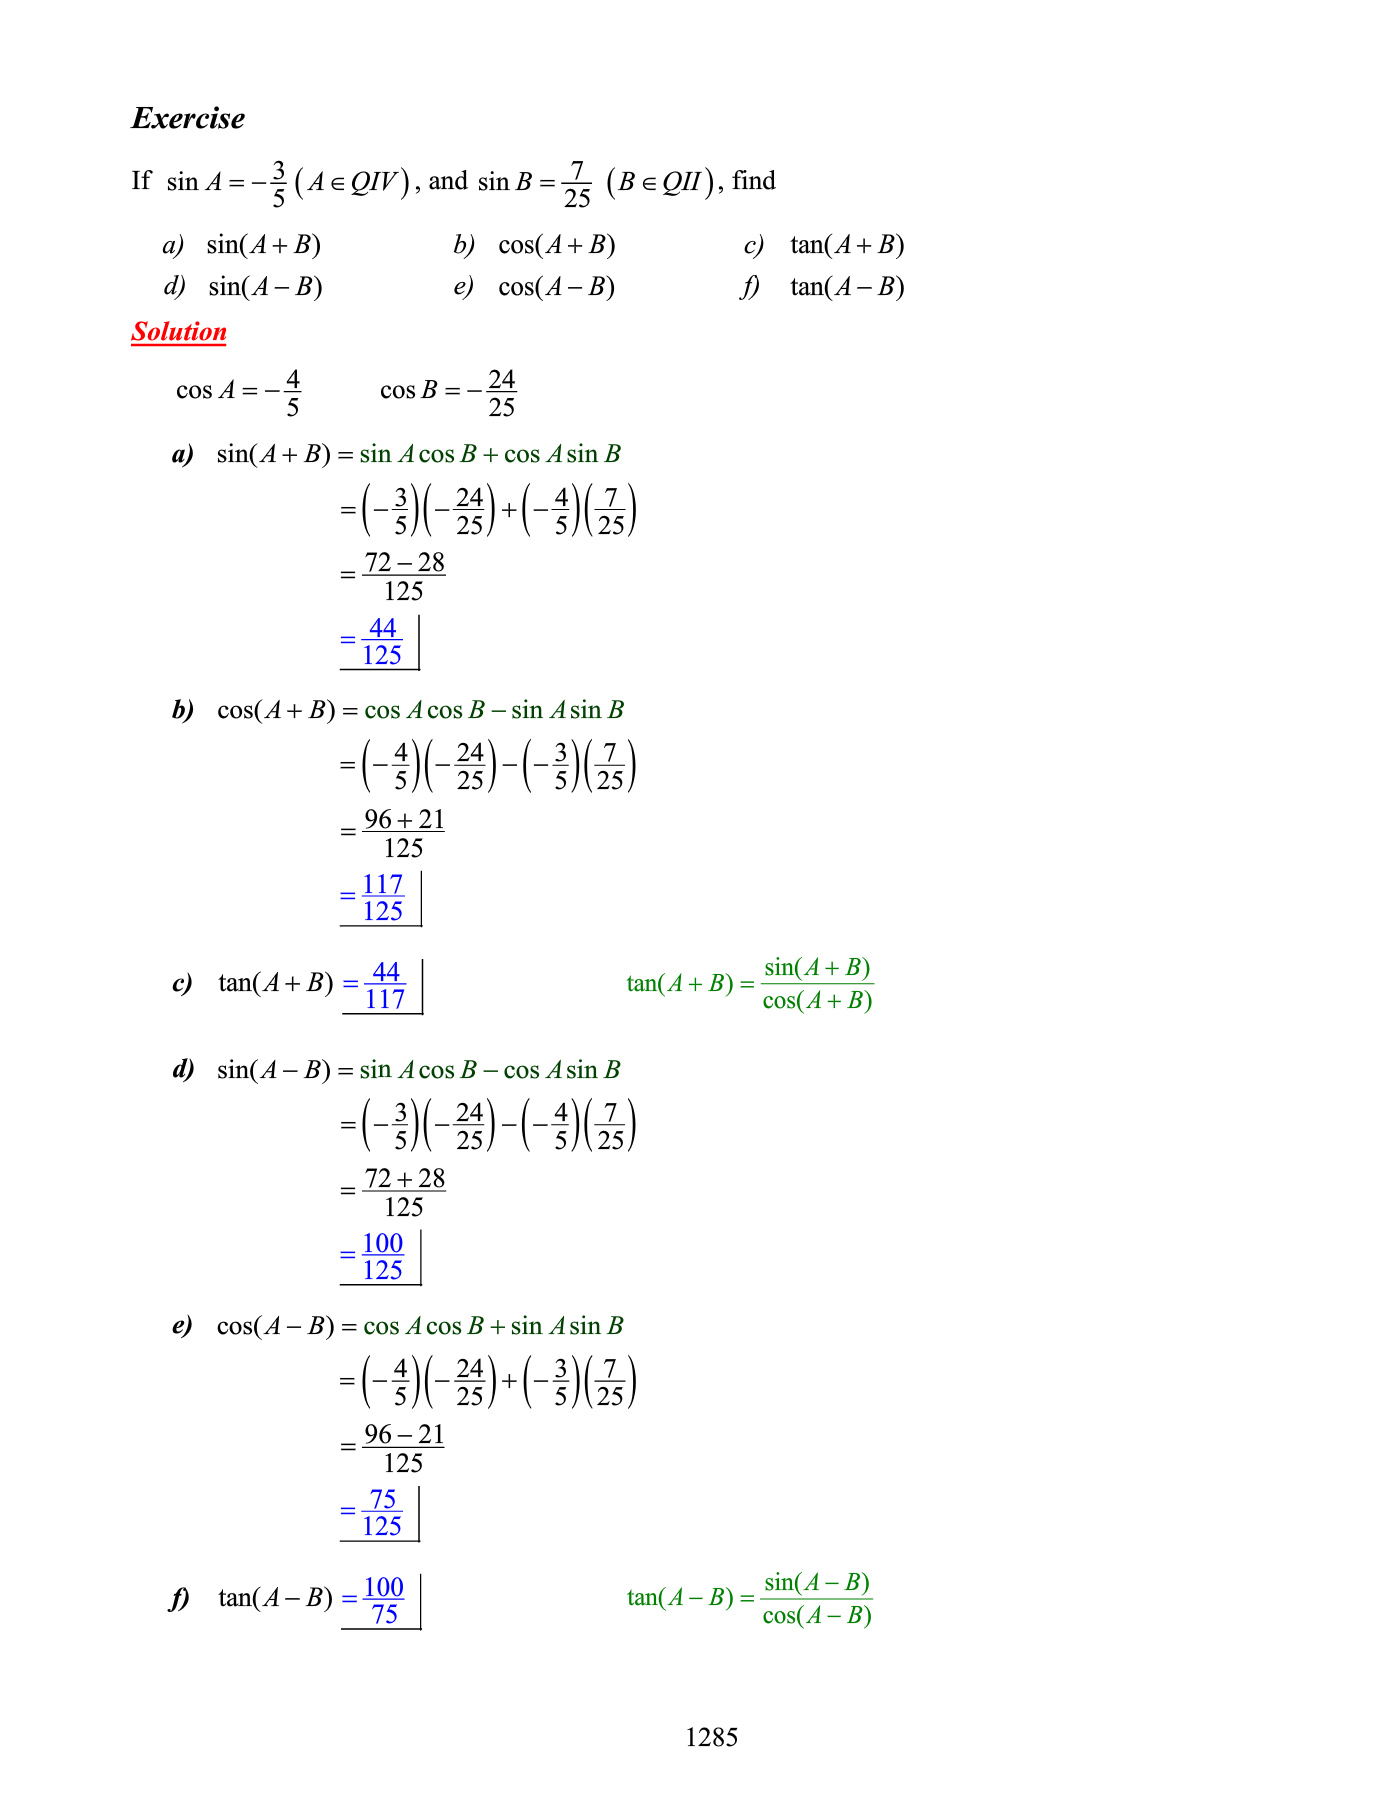 Exercise
If sin A = −3/5 (A ∈ QIV), and sin B = 7/25 (B ∈ QII), find
a) sin(A + B) b) cos(A + B) c) tan(A + B)
d) sin(A − B) e) cos(A − B) f) tan(A − B)
Solution
cos A = −4/5 cos B = −24/25
a) sin(A + B) = sin A cos B + cos A sin B
= (−3/5)(−24/25) + (−4/5)(7/25)
= (72 − 28)/125
= 44/125
b) cos(A + B) = cos A cos B − sin A sin B
= (−4/5)(−24/25) − (−3/5)(7/25)
= (96 + 21)/125
= 117/125
c) tan(A + B) = 44/117 tan(A + B) = sin(A + B)/cos(A + B)
d) sin(A − B) = sin A cos B − cos A sin B
= (−3/5)(−24/25) − (−4/5)(7/25)
= (72 + 28)/125
= 100/125
e) cos(A − B) = cos A cos B + sin A sin B
= (−4/5)(−24/25) + (−3/5)(7/25)
= (96 − 21)/125
= 75/125
f) tan(A − B) = 100/75 tan(A − B) = sin(A − B)/cos(A − B)
1285